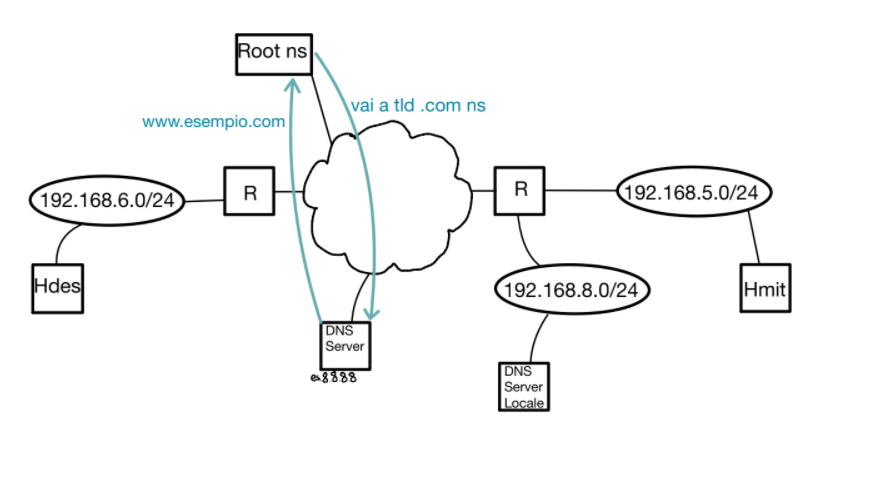 Root ns
vai a tld .com ns
www.esempio.com
192.168.6.0/24
R
R
192.168.5.0/24
Hdes
192.168.8.0/24
Hmit
DNS
Server
es 8.8.8.8
DNS
Server
Locale